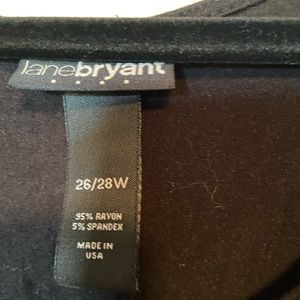 lanebryant
26/28W
95% RAYON
5% SPANDEX
MADE IN
USA